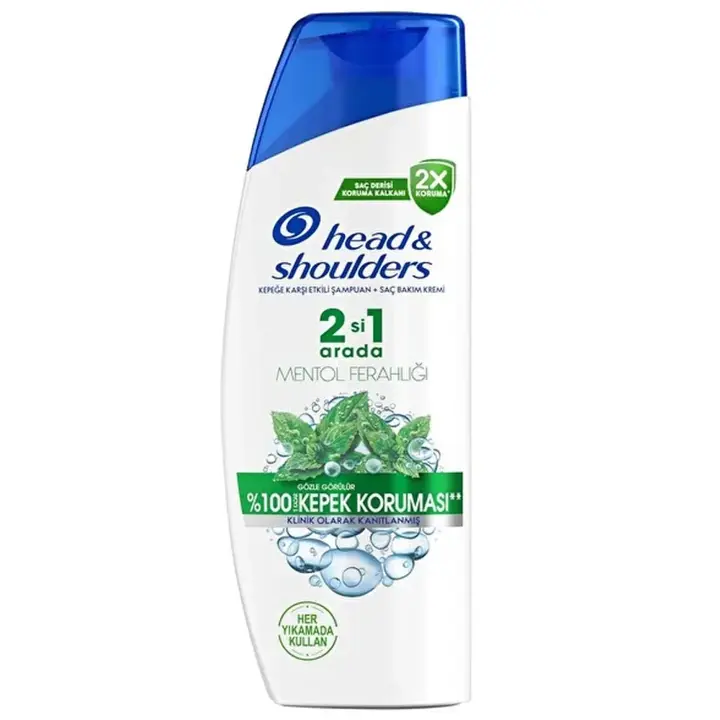 SAÇ DERİSİ
KORUMA KALKANI
2X
KORUMA*
head &
shoulders
KEPEĞE KARŞI ETKİLİ ŞAMPUAN + SAÇ BAKIM KREMİ
2 si 1
arada
MENTOL FERAHLIĞI
GÖZLE GÖRÜLÜR
%100 KEPEK KORUMASI**
KLİNİK OLARAK KANITLANMIŞ
HER
YIKAMADA
KULLAN